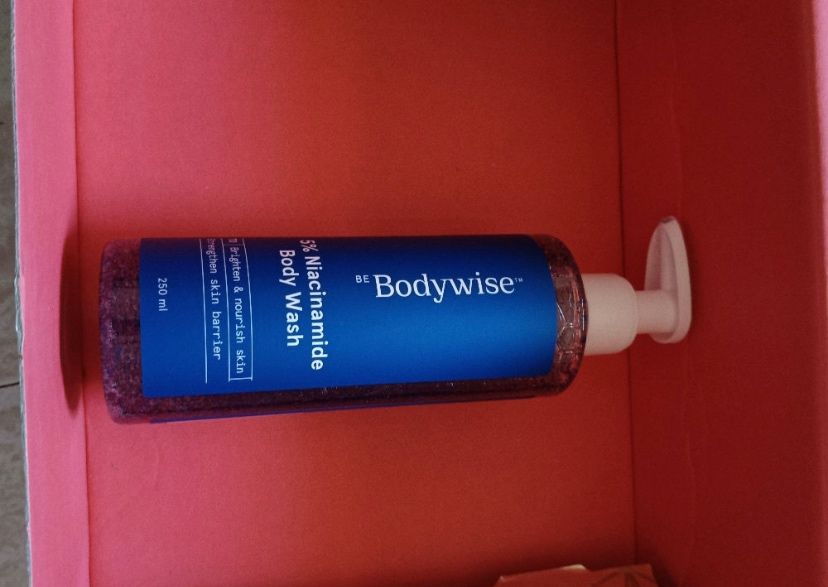 BE Bodywise™
5% Niacinamide
Body Wash
Brighten & nourish skin
strengthen skin barrier
250 ml